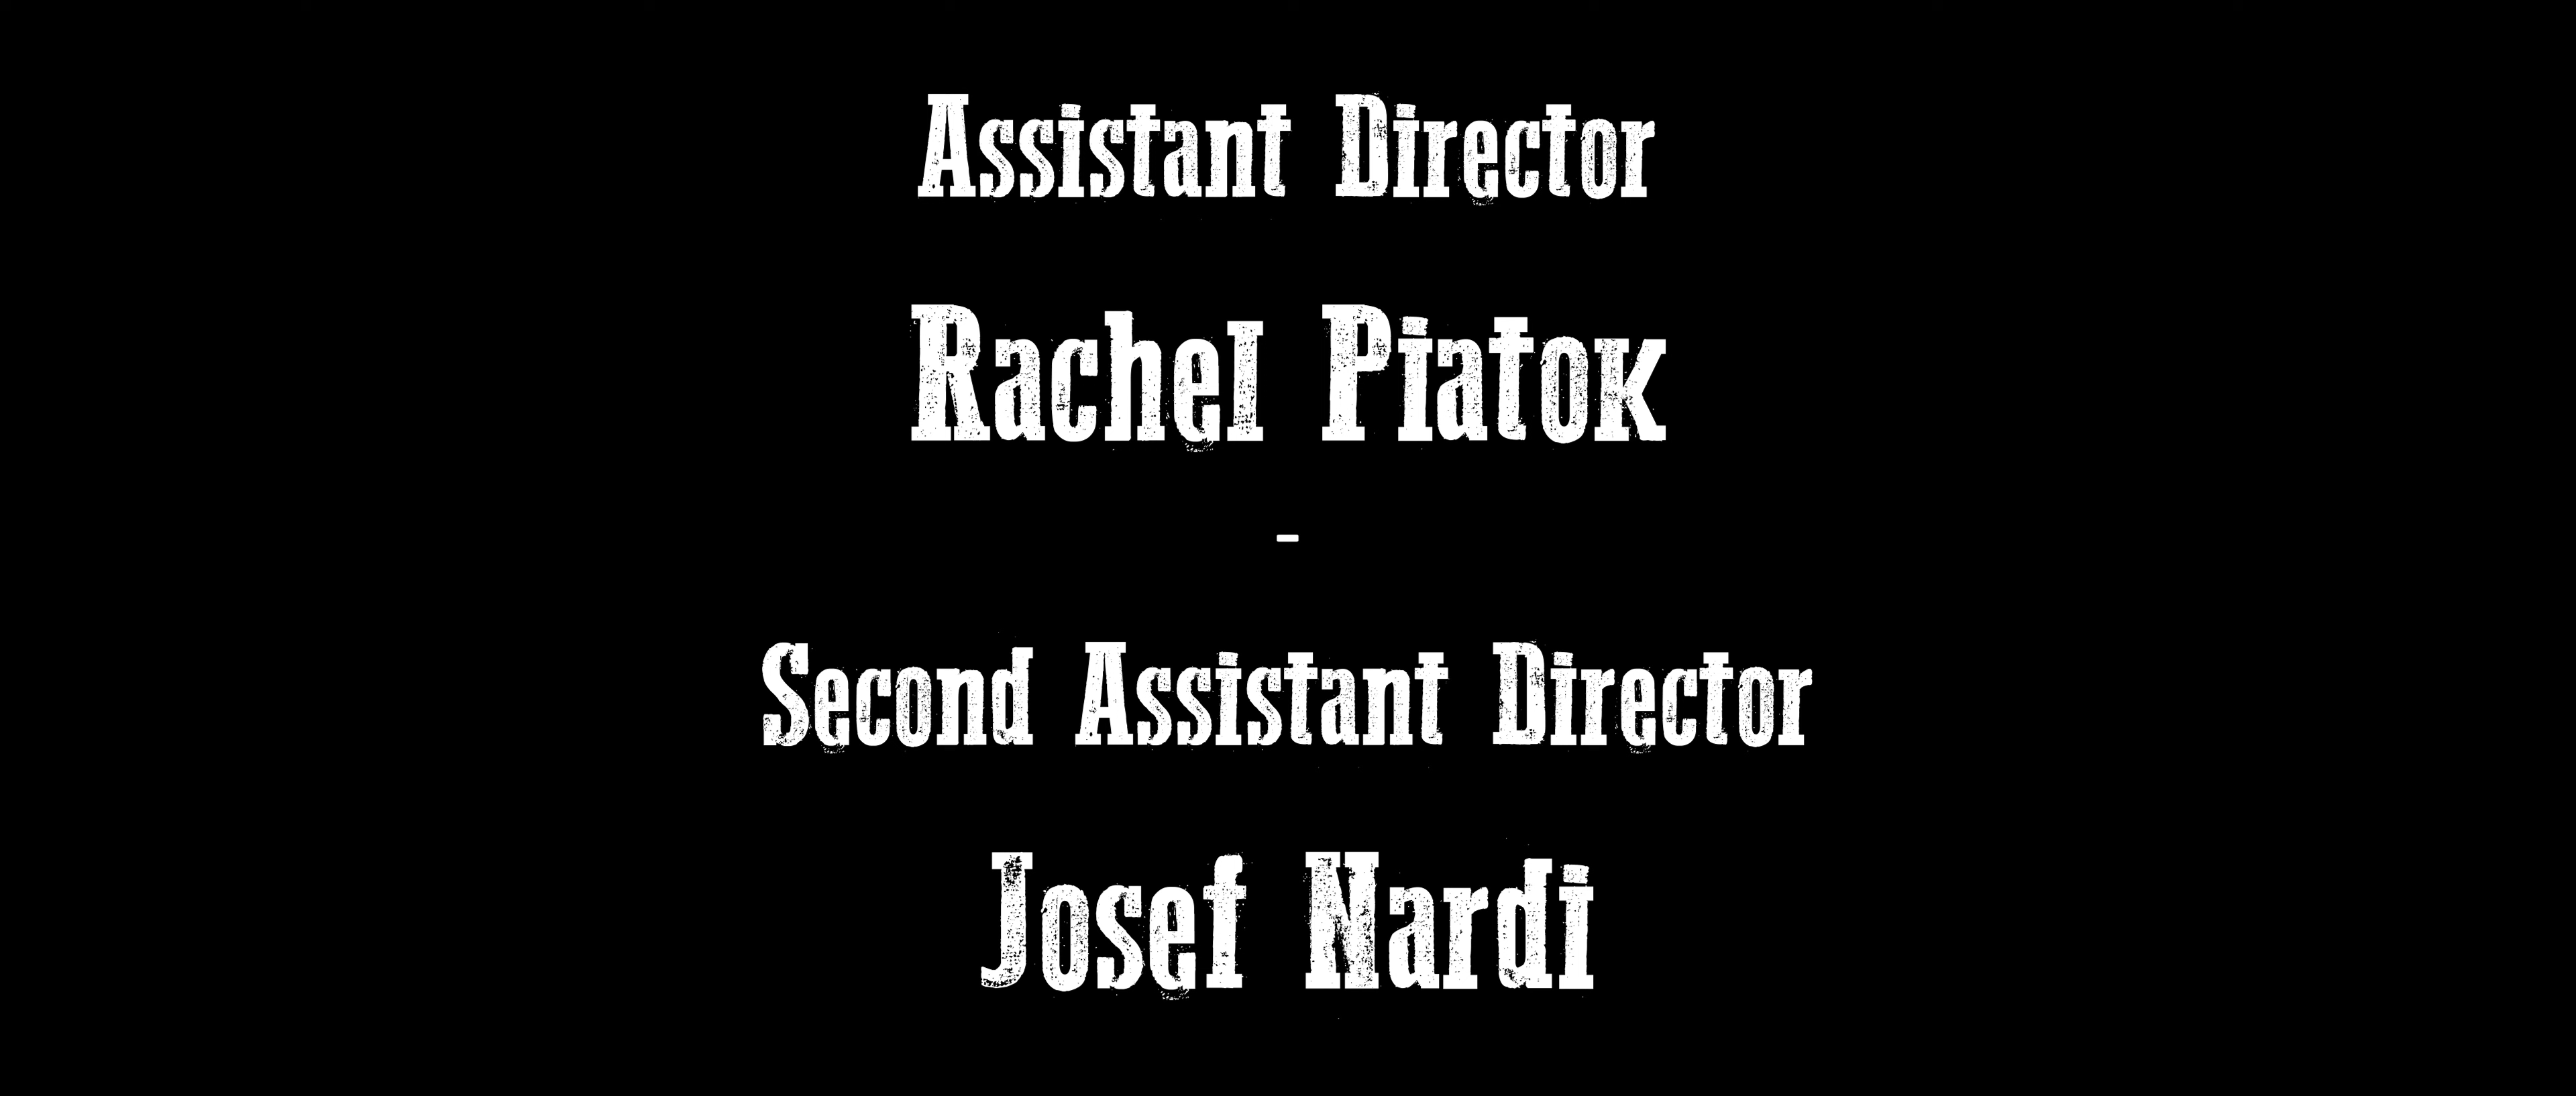 Assistant Director
Rachel Piatok
-
Second Assistant Director
Josef Nardi